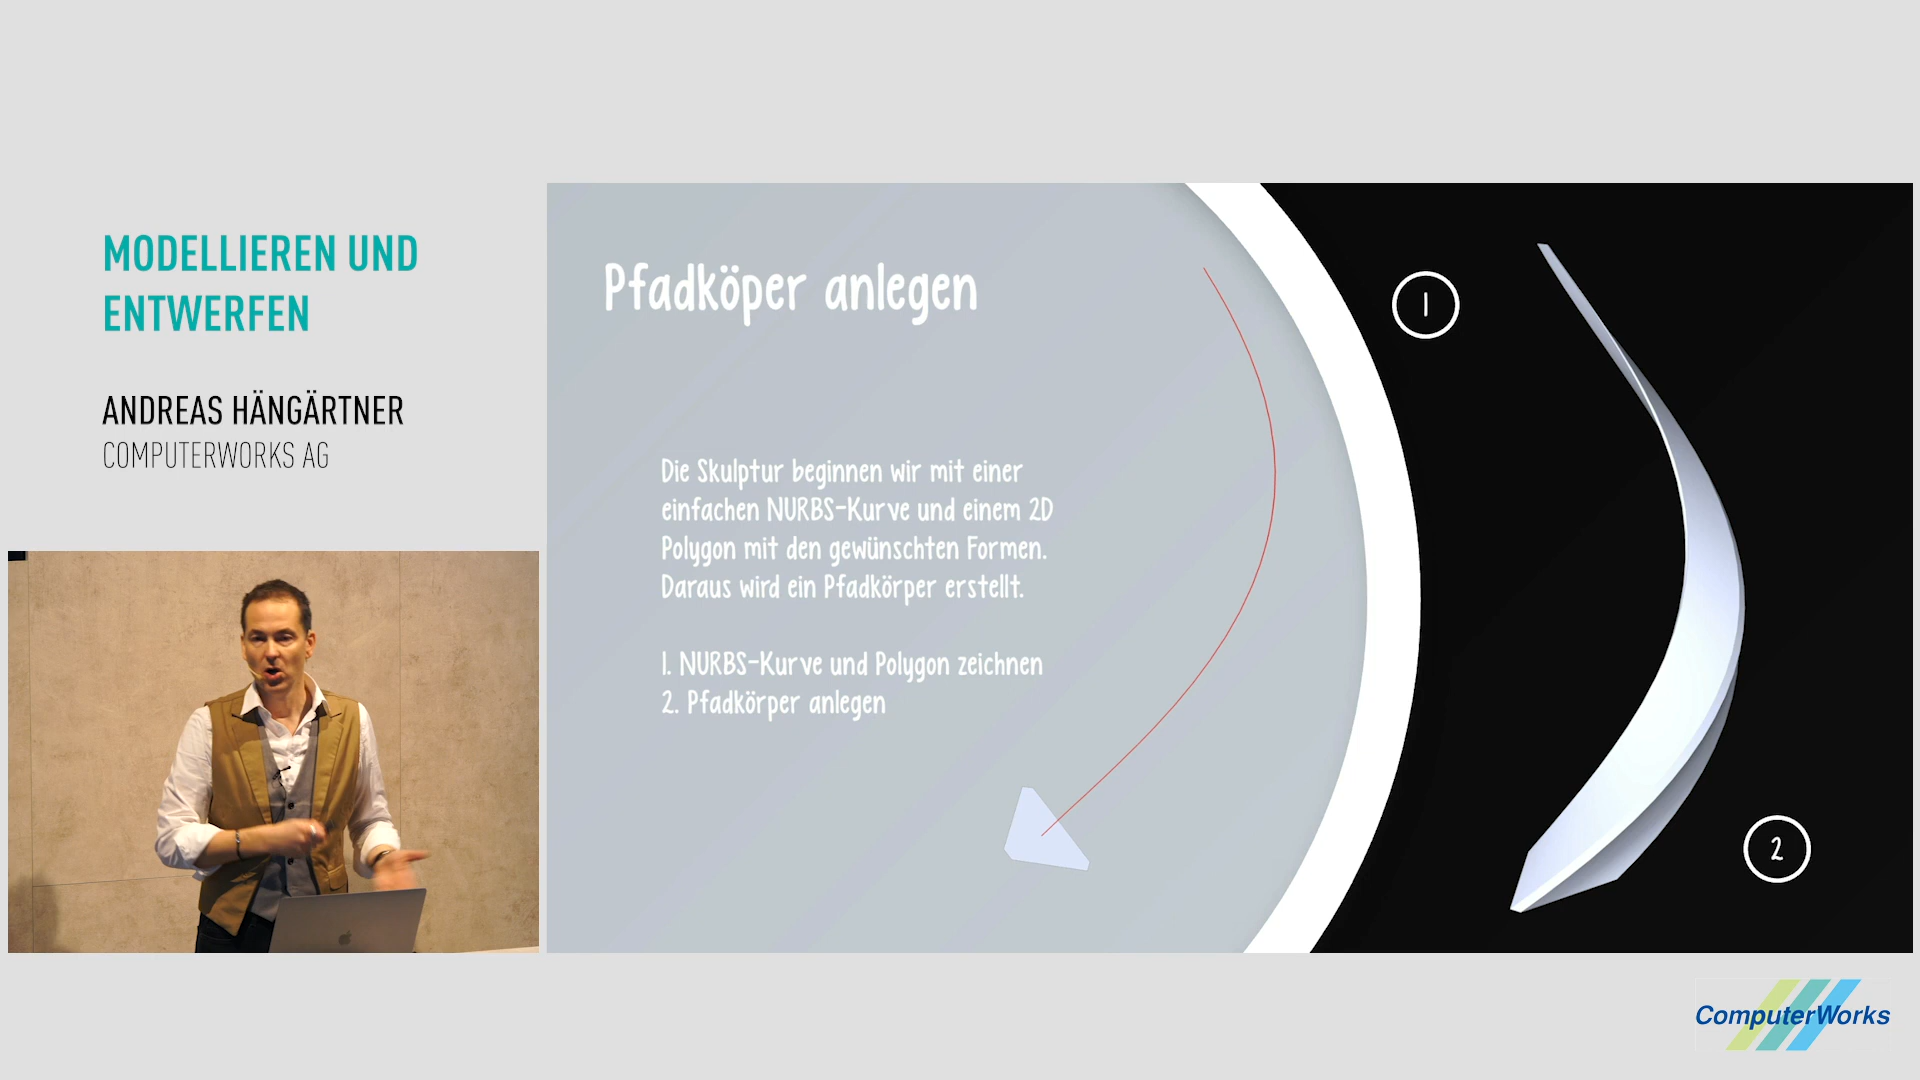 MODELLIEREN UND
ENTWERFEN
ANDREAS HÄNGÄRTNER
COMPUTERWORKS AG
Pfadköper anlegen
Die Skulptur beginnen wir mit einer
einfachen NURBS-Kurve und einem 2D
Polygon mit den gewünschten Formen.
Daraus wird ein Pfadkörper erstellt.
1. NURBS-Kurve und Polygon zeichnen
2. Pfadkörper anlegen
1
2
ComputerWorks